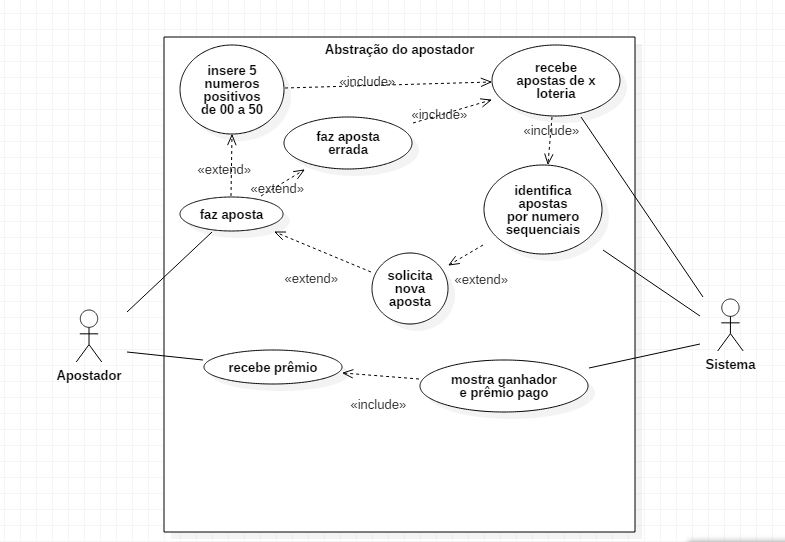 Abstração do apostador
insere 5
numeros
positivos
de 00 a 50
«include»
recebe
apostas de x
loteria
«include»
faz aposta
errada
«include»
«extend»
«extend»
faz aposta
identifica
apostas
por numero
sequenciais
«extend»
solicita
nova
aposta
«extend»
Apostador
Sistema
recebe prêmio
mostra ganhador
e prêmio pago
«include»